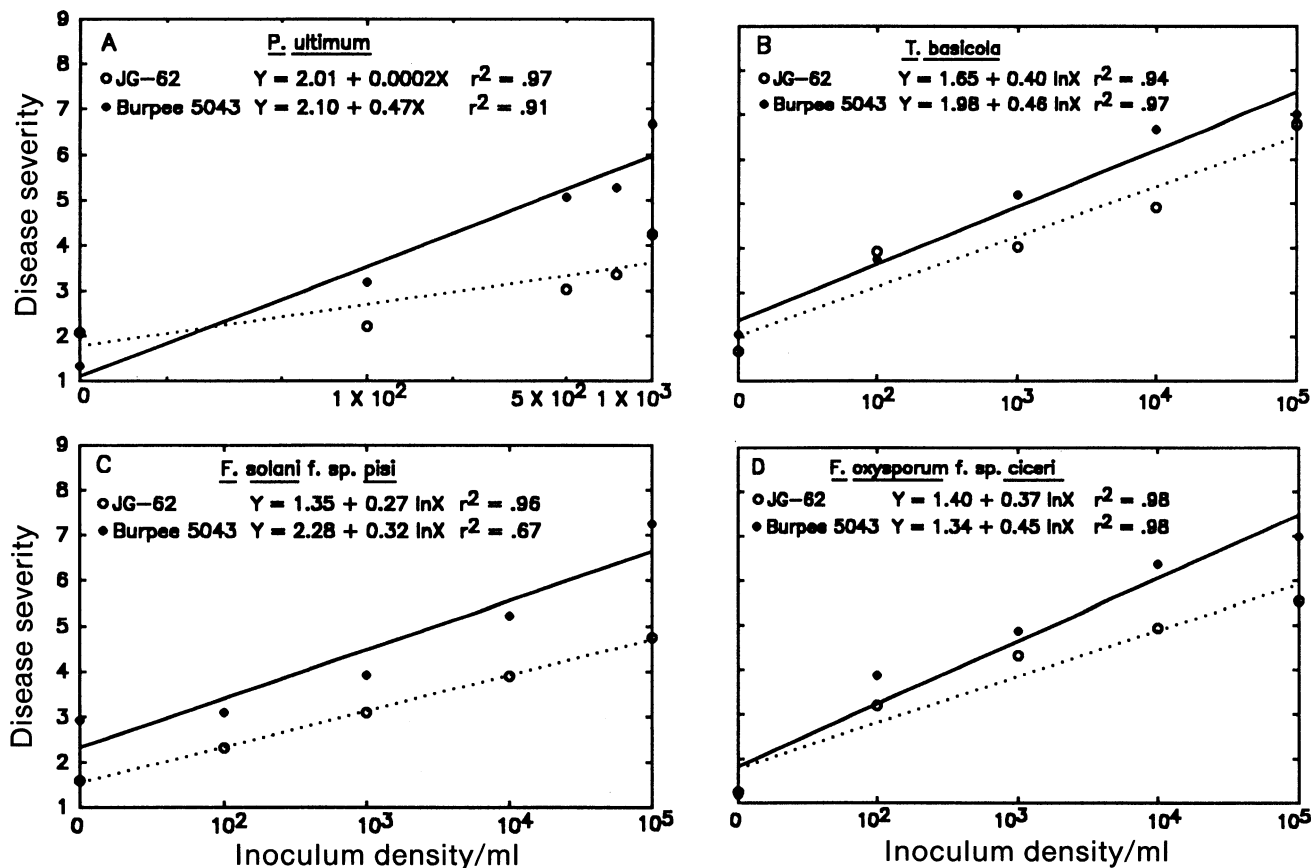 Disease severity
9
8
7
6
5
4
3
2
1
A
P. ultimum
JG-62 Y = 2.01 + 0.0002X r² = .97
Burpee 5043 Y = 2.10 + 0.47X r² = .91
0 1 X 10² 5 X 10² 1 X 10³
B
T. basicola
JG-62 Y = 1.65 + 0.40 lnX r² = .94
Burpee 5043 Y = 1.98 + 0.46 lnX r² = .97
0 10² 10³ 10⁴ 10⁵
Disease severity
9
8
7
6
5
4
3
2
1
C
F. solani f. sp. pisi
JG-62 Y = 1.35 + 0.27 lnX r² = .96
Burpee 5043 Y = 2.28 + 0.32 lnX r² = .67
0 10² 10³ 10⁴ 10⁵
Inoculum density/ml
D
F. oxysporum f. sp. ciceri
JG-62 Y = 1.40 + 0.37 lnX r² = .98
Burpee 5043 Y = 1.34 + 0.45 lnX r² = .98
0 10² 10³ 10⁴ 10⁵
Inoculum density/ml